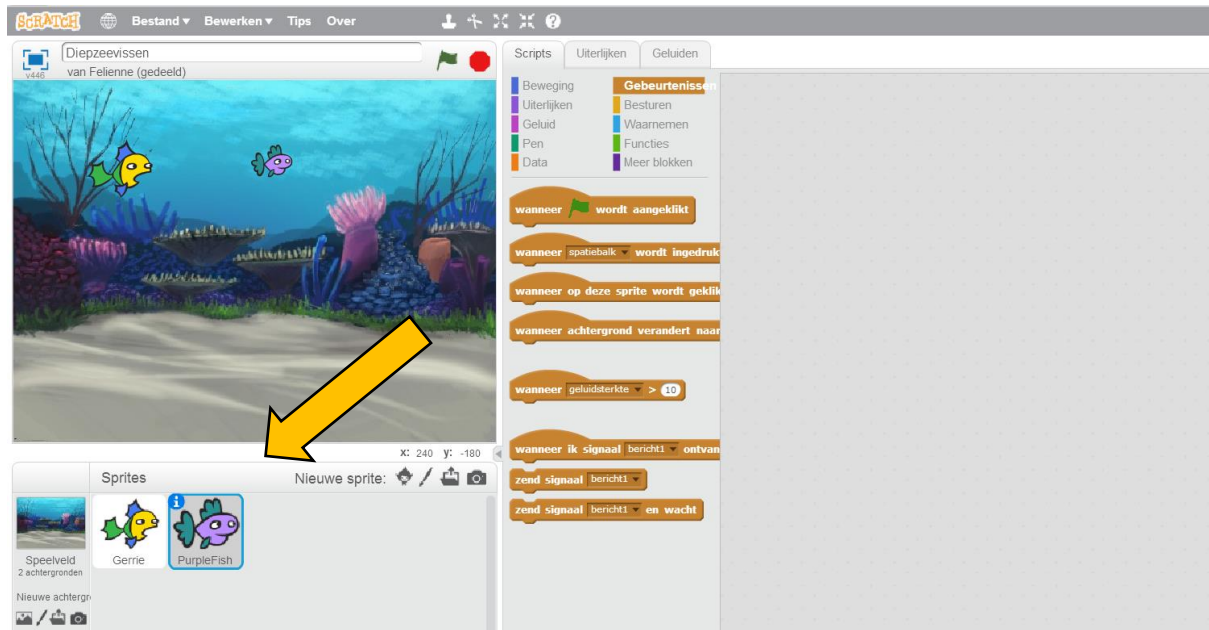 SCRATCH Bestand Bewerken Tips Over
Diepzeevissen
v446 van Felienne (gedeeld)
x: 240 y: -180
Sprites Nieuwe sprite:
Speelveld
2 achtergronden
Nieuwe achtergr
Gerrie
PurpleFish
Scripts Uiterlijken Geluiden
Beweging Gebeurtenissen
Uiterlijken Besturen
Geluid Waarnemen
Pen Functies
Data Meer blokken
wanneer wordt aangeklikt
wanneer spatiebalk wordt ingedruk
wanneer op deze sprite wordt geklik
wanneer achtergrond verandert naar
wanneer geluidsterkte > 10
wanneer ik signaal bericht1 ontvan
zend signaal bericht1
zend signaal bericht1 en wacht